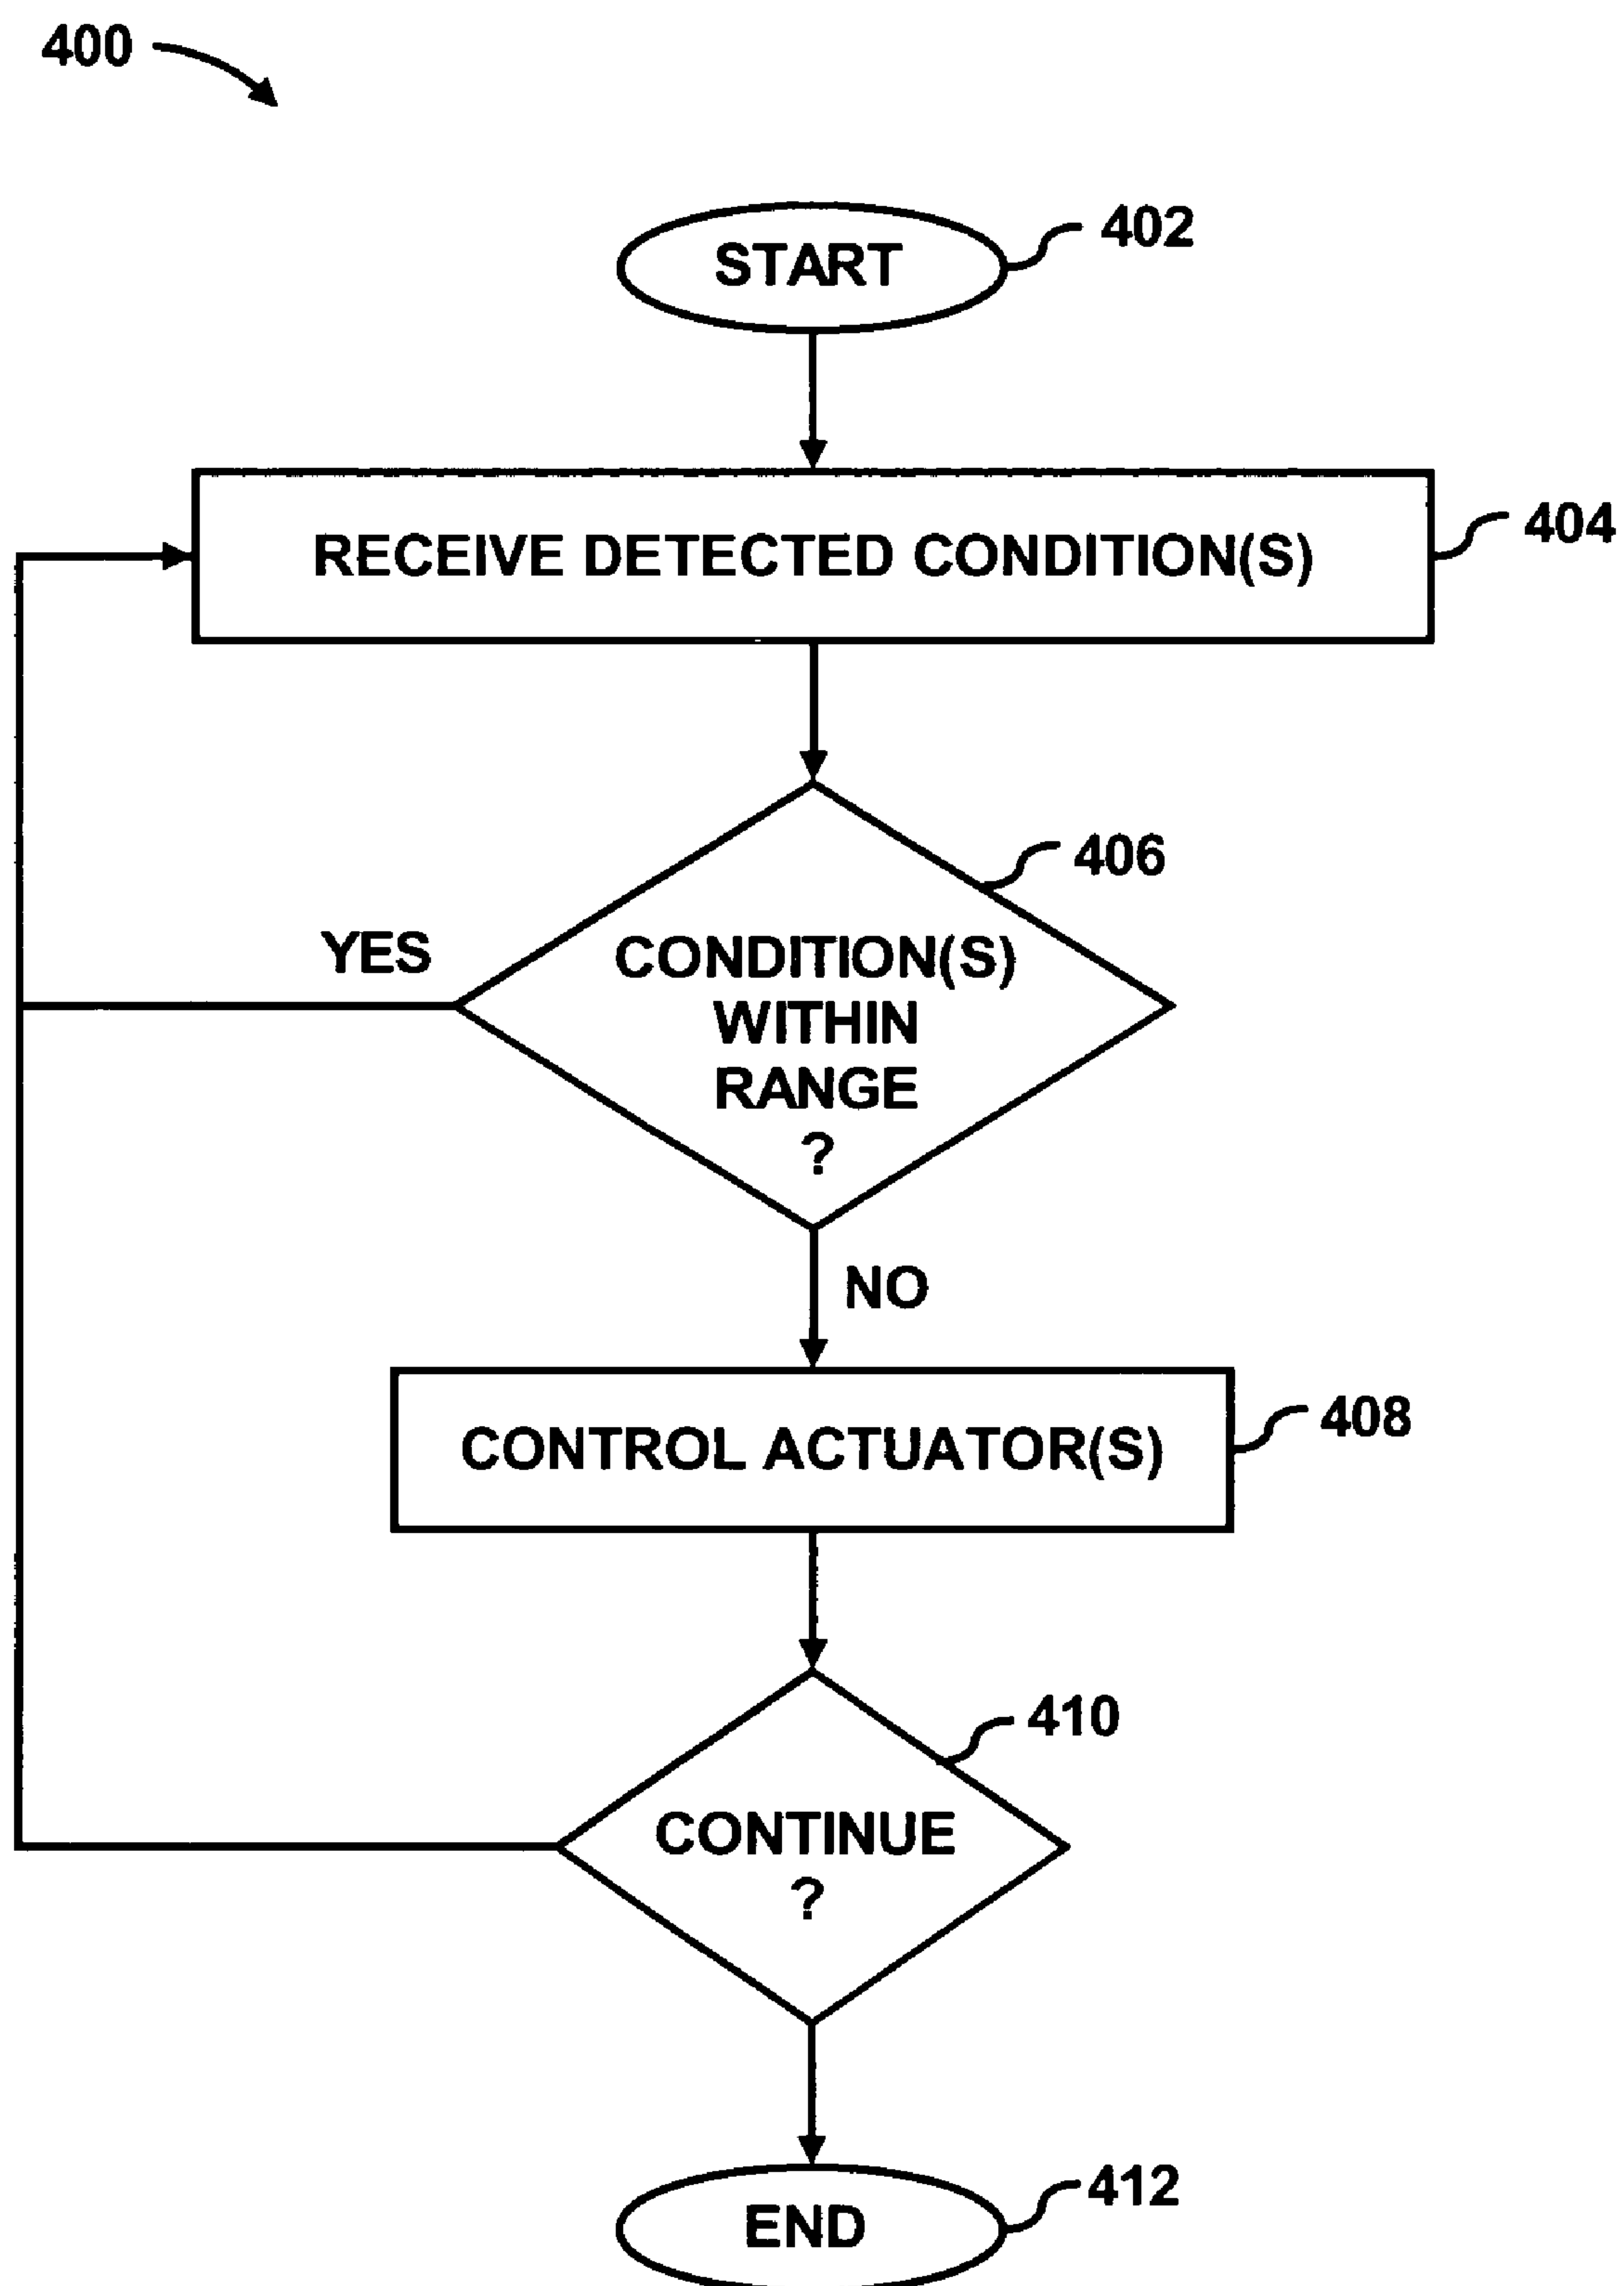 400
START
402
RECEIVE DETECTED CONDITION(S)
404
406
YES
CONDITION(S)
WITHIN
RANGE
?
NO
CONTROL ACTUATOR(S)
408
410
CONTINUE
?
END
412